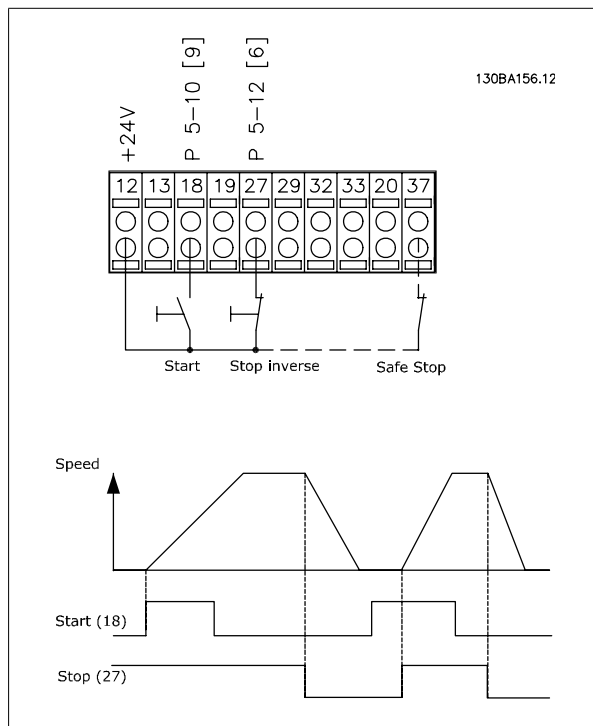 130BA156.12
+24V
P 5-10 [9]
P 5-12 [6]
12 13 18 19 27 29 32 33 20 37
Start Stop inverse Safe Stop
Speed
Start (18)
Stop (27)